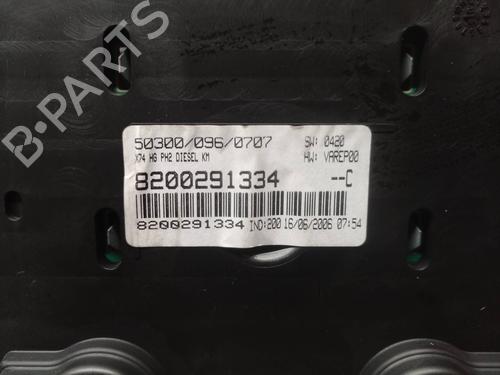 50300/096/0707 SW: 0420
X74 HG PH2 DIESEL KM HW: VAREP00
8200291334 --C
8200291334 IND:200 16/06/2006 07:54
B-PARTS